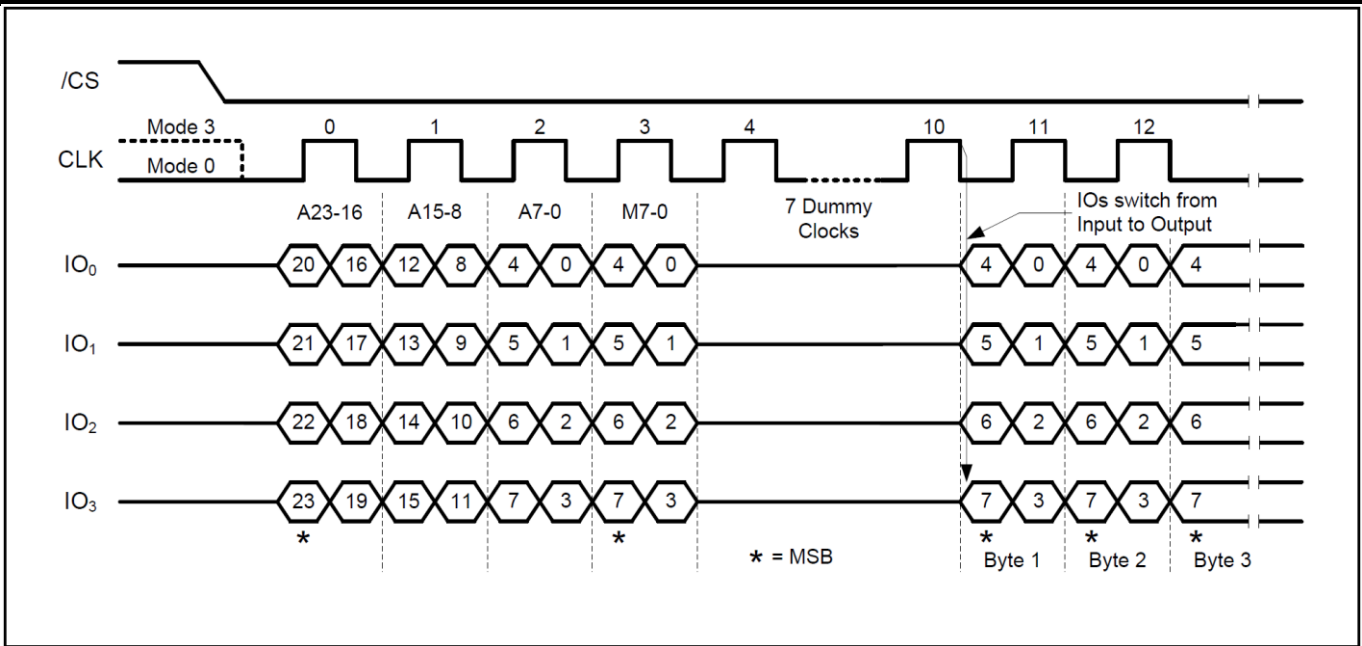 /CS
Mode 3 0 1 2 3 4 10 11 12
CLK
Mode 0
A23-16 A15-8 A7-0 M7-0 7 Dummy
Clocks
IOs switch from
Input to Output
IO0 20 16 12 8 4 0 4 0 4 0 4 0 4
IO1 21 17 13 9 5 1 5 1 5 1 5 1 5
IO2 22 18 14 10 6 2 6 2 6 2 6 2 6
IO3 23 19 15 11 7 3 7 3 7 3 7 3 7
* * * * *
* = MSB
Byte 1 Byte 2 Byte 3